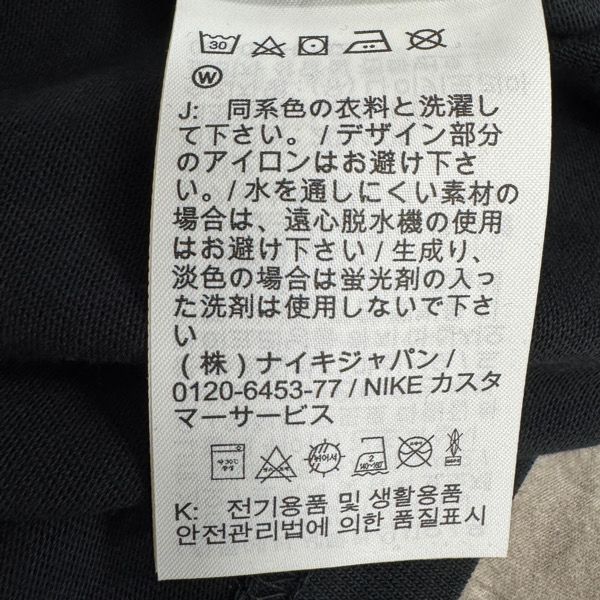 30
W
J: 同系色の衣料と洗濯し
て下さい。/ デザイン部分
のアイロンはお避け下さ
い。/ 水を通しにくい素材の
場合は、遠心脱水機の使用
はお避け下さい / 生成り、
淡色の場合は蛍光剤の入っ
た洗剤は使用しないで下さ
い
(株)ナイキジャパン /
0120-6453-77 / NIKE カスタ
マーサービス
K: 전기용품 및 생활용품
안전관리법에 의한 품질표시